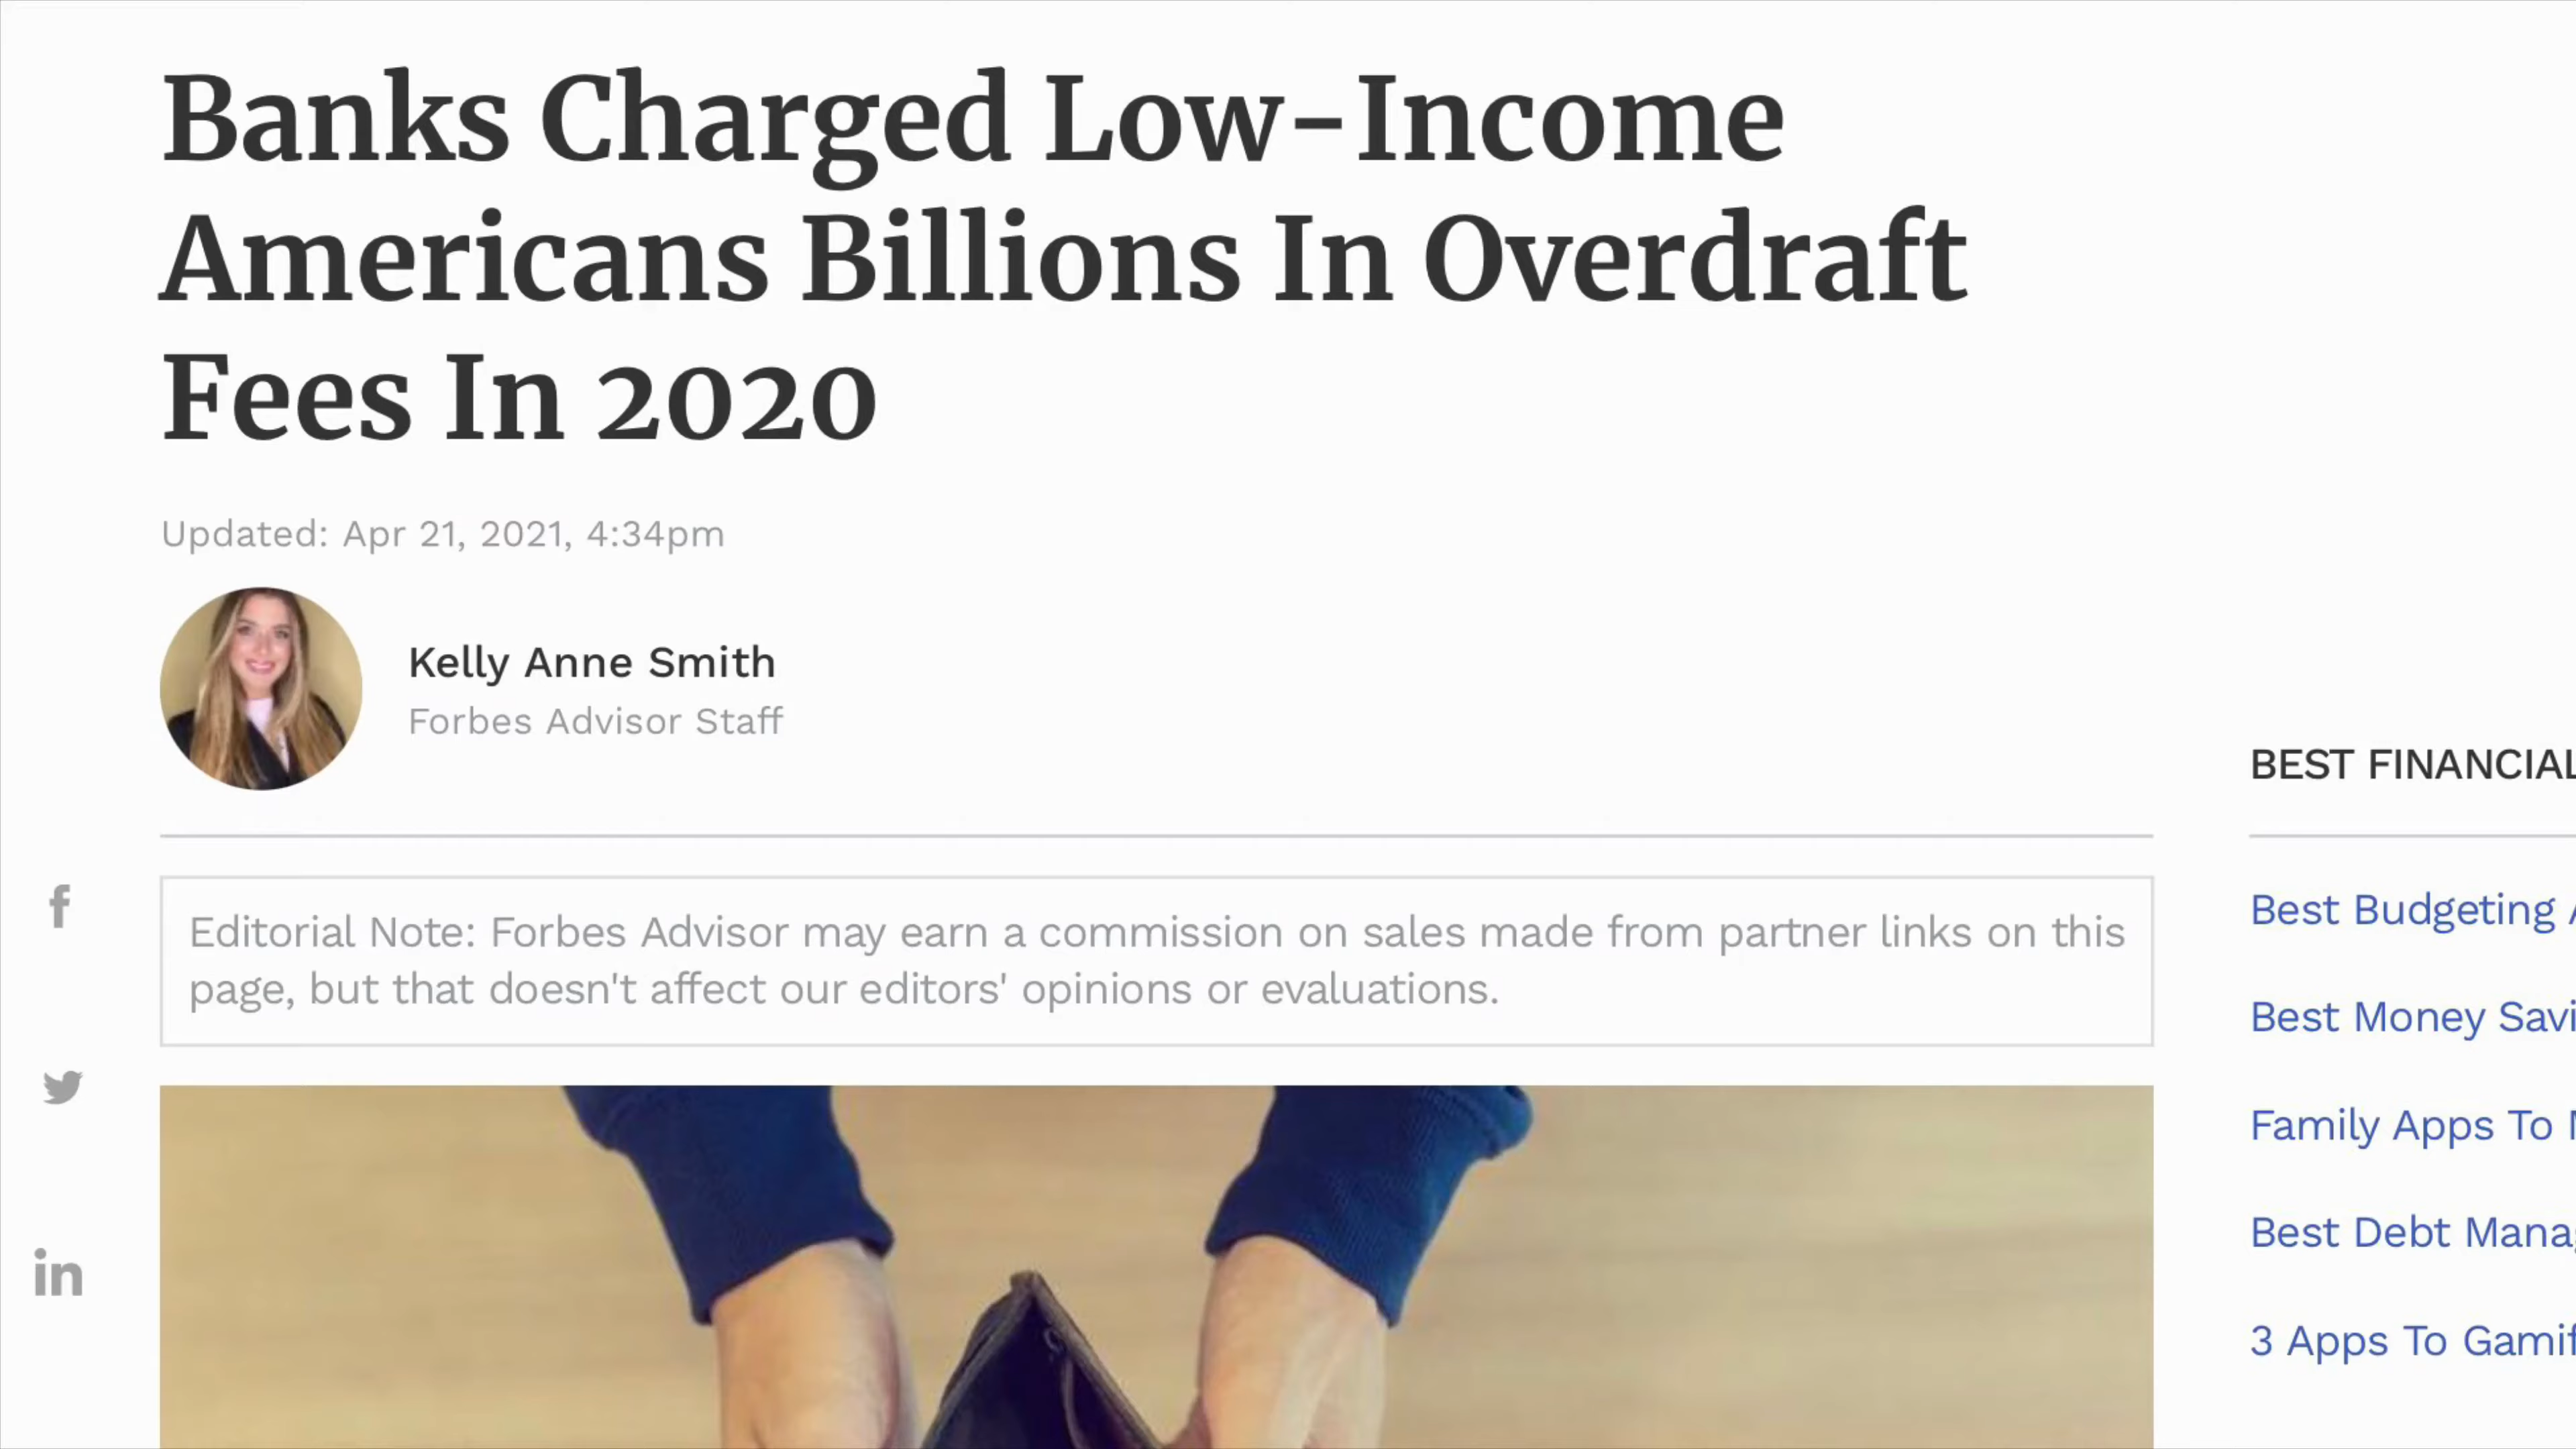 Banks Charged Low-Income
Americans Billions In Overdraft
Fees In 2020
Updated: Apr 21, 2021, 4:34pm
Kelly Anne Smith
Forbes Advisor Staff
Editorial Note: Forbes Advisor may earn a commission on sales made from partner links on this
page, but that doesn't affect our editors' opinions or evaluations.
f
in
BEST FINANCIAL
Best Budgeting
Best Money
Family Apps To
Best Debt
3 Apps To